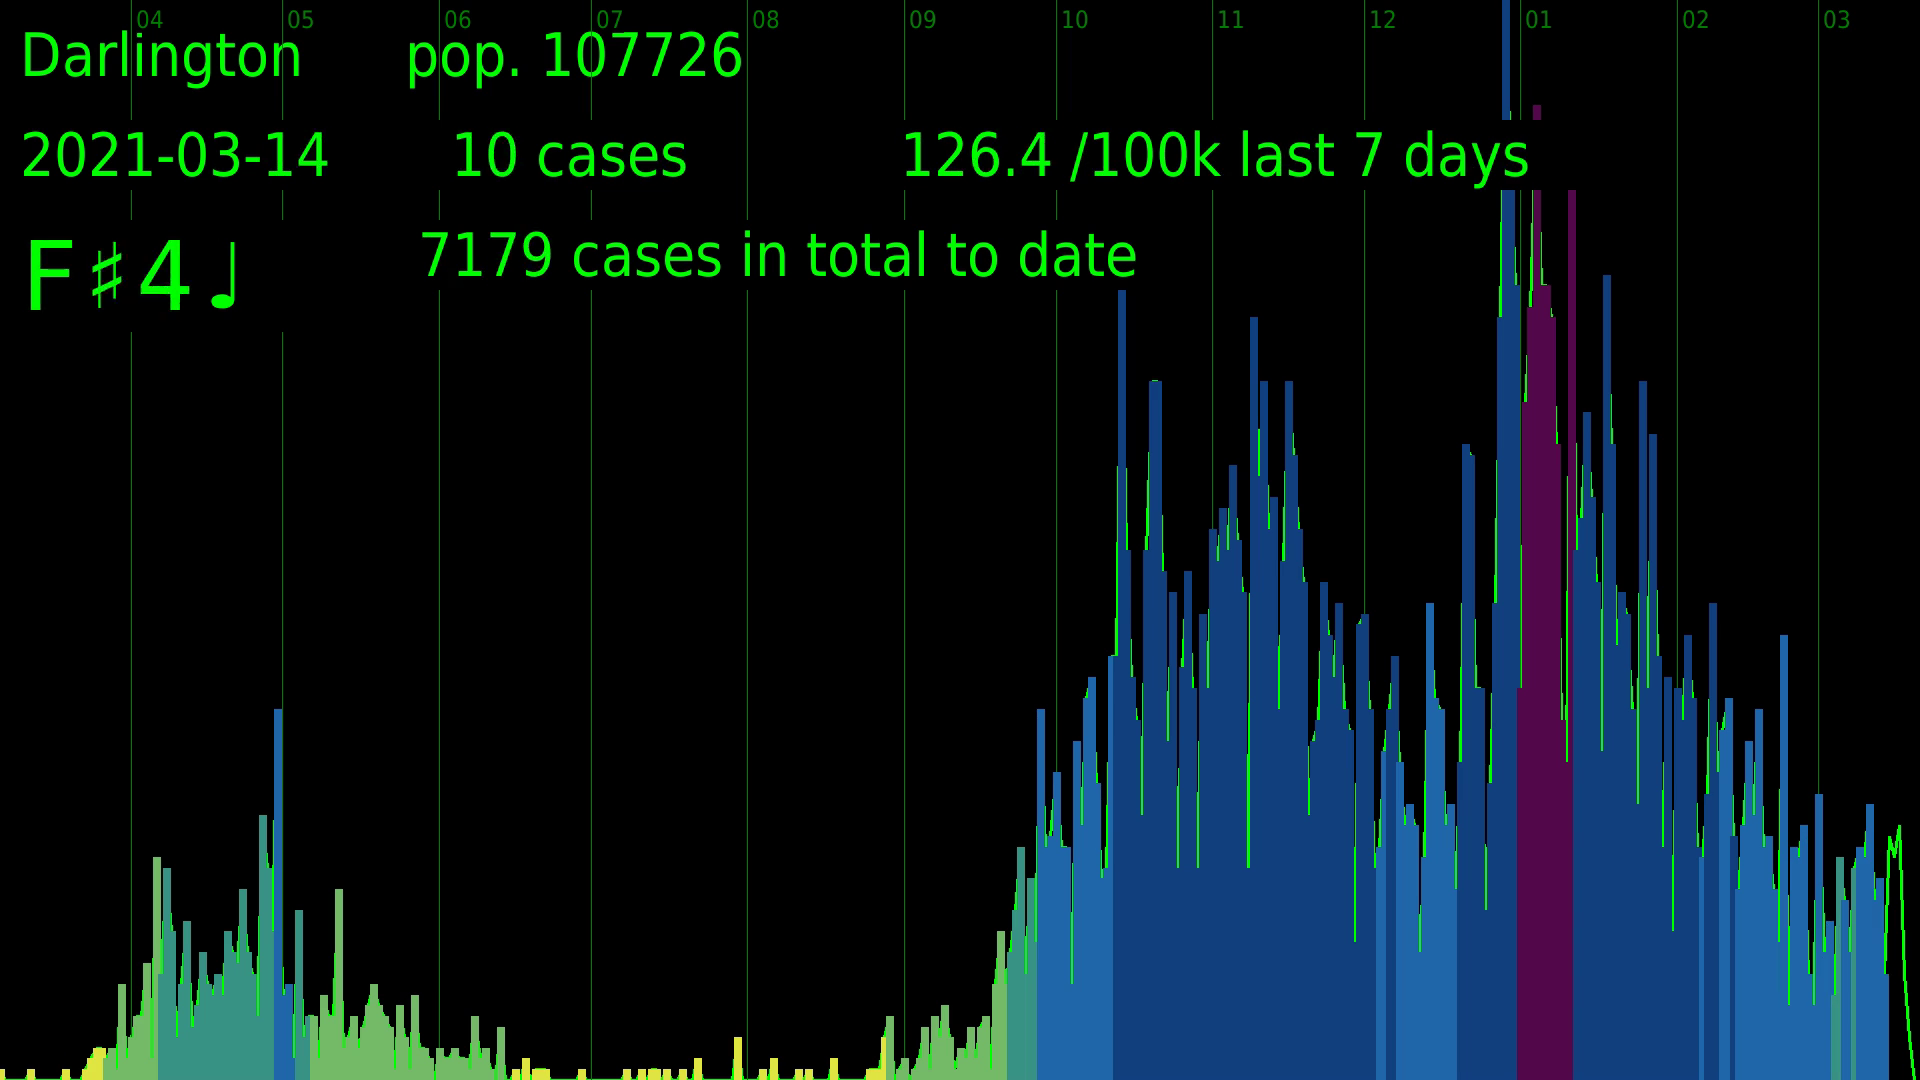 04 05 06 07 08 09 10 11 12 01 02 03
Darlington pop. 107726
2021-03-14 10 cases 126.4 /100k last 7 days
F♯4♩ 7179 cases in total to date